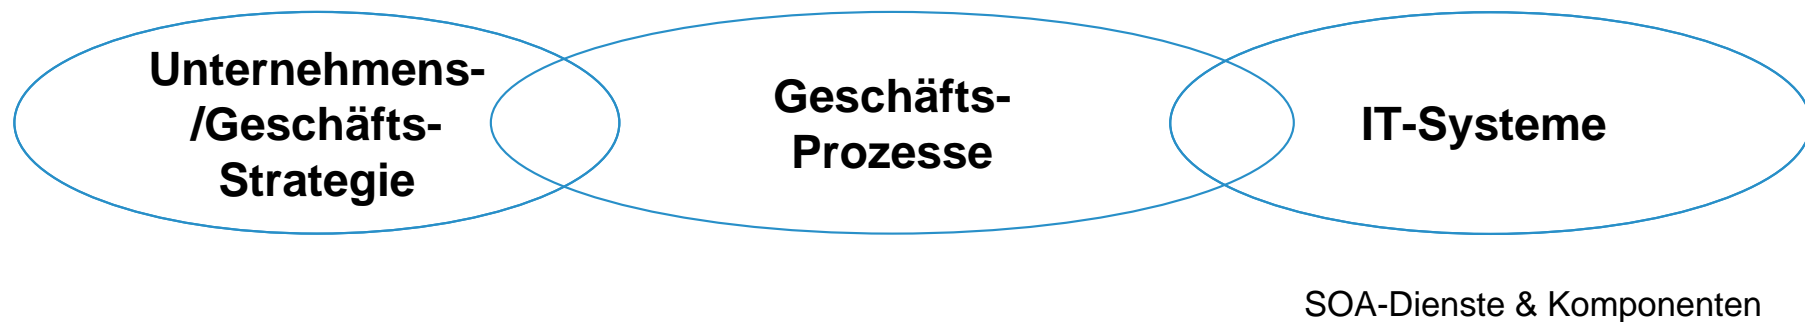 Unternehmens-
/Geschäfts-
Strategie
Geschäfts-
Prozesse
IT-Systeme
SOA-Dienste & Komponenten